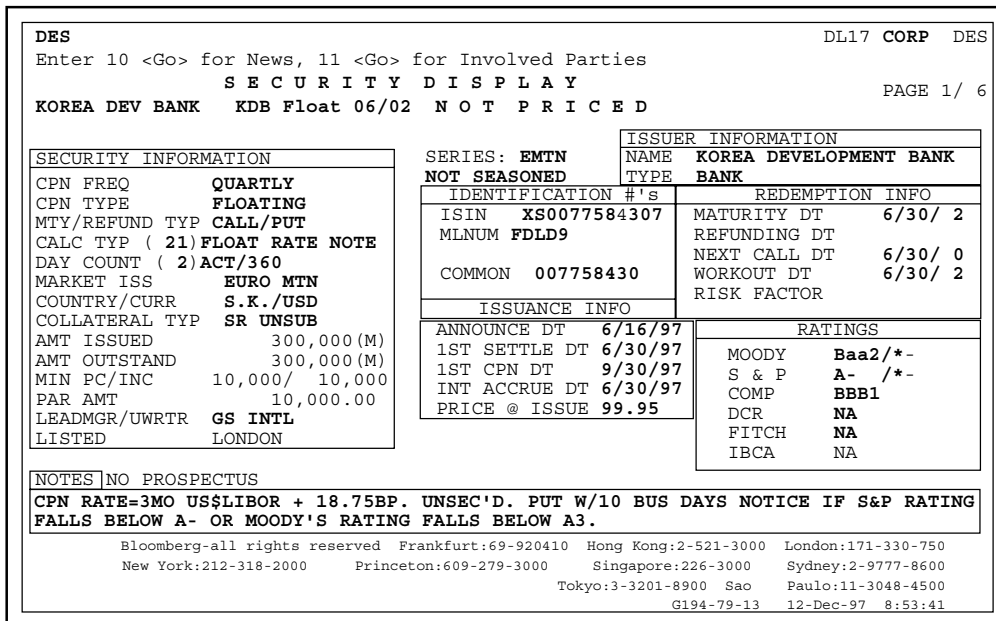 DES DL17 CORP DES
Enter 10 <Go> for News, 11 <Go> for Involved Parties
SECURITY DISPLAY
PAGE 1/ 6
KOREA DEV BANK KDB Float 06/02 NOT PRICED
ISSUER INFORMATION
NAME KOREA DEVELOPMENT BANK
TYPE BANK
SECURITY INFORMATION
CPN FREQ QUARTLY
CPN TYPE FLOATING
MTY/REFUND TYP CALL/PUT
CALC TYP ( 21)FLOAT RATE NOTE
DAY COUNT ( 2)ACT/360
MARKET ISS EURO MTN
COUNTRY/CURR S.K./USD
COLLATERAL TYP SR UNSUB
AMT ISSUED 300,000(M)
AMT OUTSTAND 300,000(M)
MIN PC/INC 10,000/ 10,000
PAR AMT 10,000.00
LEADMGR/UWRTR GS INTL
LISTED LONDON
SERIES: EMTN
NOT SEASONED
IDENTIFICATION #'s
ISIN XS0077584307
MLNUM FDLD9
COMMON 007758430
ISSUANCE INFO
ANNOUNCE DT 6/16/97
1ST SETTLE DT 6/30/97
1ST CPN DT 9/30/97
INT ACCRUE DT 6/30/97
PRICE @ ISSUE 99.95
REDEMPTION INFO
MATURITY DT 6/30/ 2
REFUNDING DT
NEXT CALL DT 6/30/ 0
WORKOUT DT 6/30/ 2
RISK FACTOR
RATINGS
MOODY Baa2/*-
S & P A- /*-
COMP BBB1
DCR NA
FITCH NA
IBCA NA
NOTES NO PROSPECTUS
CPN RATE=3MO US$LIBOR + 18.75BP. UNSEC'D. PUT W/10 BUS DAYS NOTICE IF S&P RATING
FALLS BELOW A- OR MOODY'S RATING FALLS BELOW A3.
Bloomberg-all rights reserved Frankfurt:69-920410 Hong Kong:2-521-3000 London:171-330-750
New York:212-318-2000 Princeton:609-279-3000 Singapore:226-3000 Sydney:2-9777-8600
Tokyo:3-3201-8900 Sao Paulo:11-3048-4500
G194-79-13 12-Dec-97 8:53:41